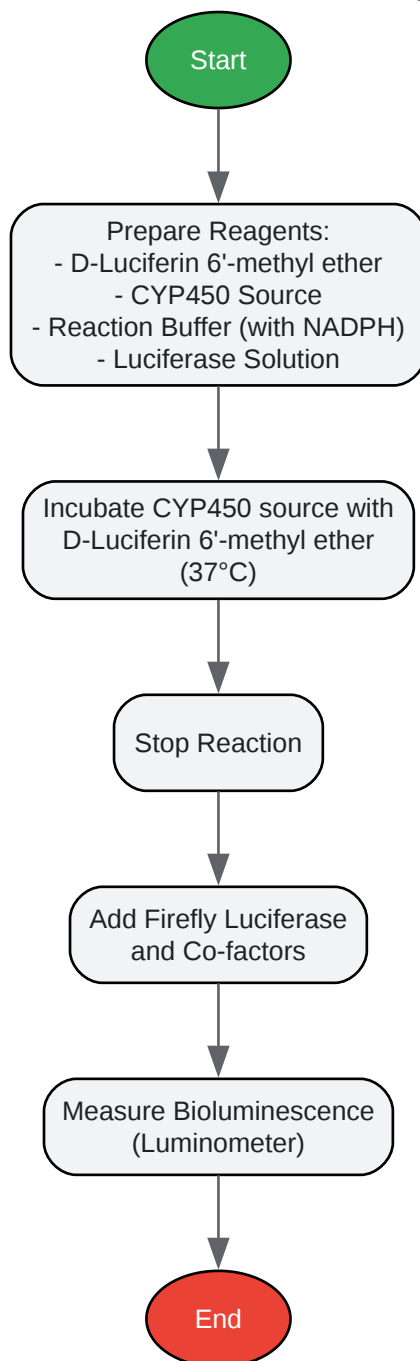 Start
Prepare Reagents:
- D-Luciferin 6'-methyl ether
- CYP450 Source
- Reaction Buffer (with NADPH)
- Luciferase Solution
Incubate CYP450 source with
D-Luciferin 6'-methyl ether
(37°C)
Stop Reaction
Add Firefly Luciferase
and Co-factors
Measure Bioluminescence
(Luminometer)
End